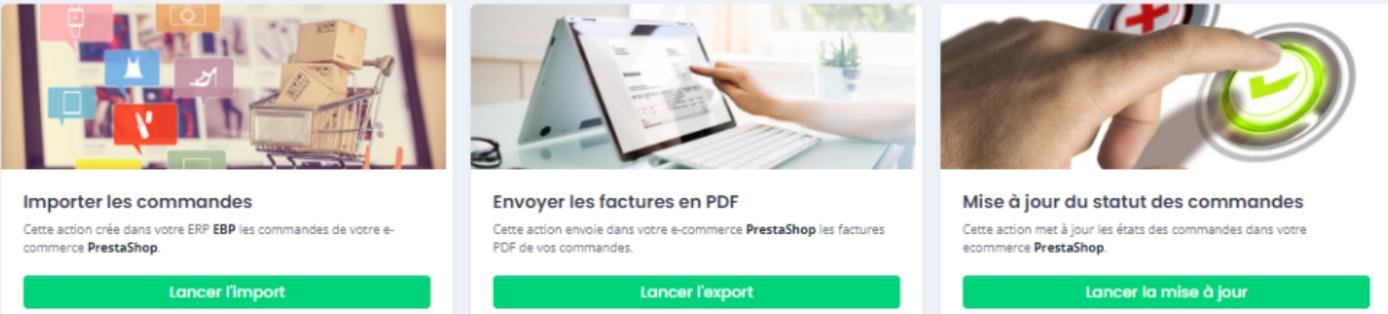 Importer les commandes
Cette action crée dans votre ERP EBP les commandes de votre e-
commerce PrestaShop.
Lancer l'import
Envoyer les factures en PDF
Cette action envoie dans votre e-commerce PrestaShop les factures
PDF de vos commandes.
Lancer l'export
Mise à jour du statut des commandes
Cette action met à jour les états des commandes dans votre
ecommerce PrestaShop.
Lancer la mise à jour